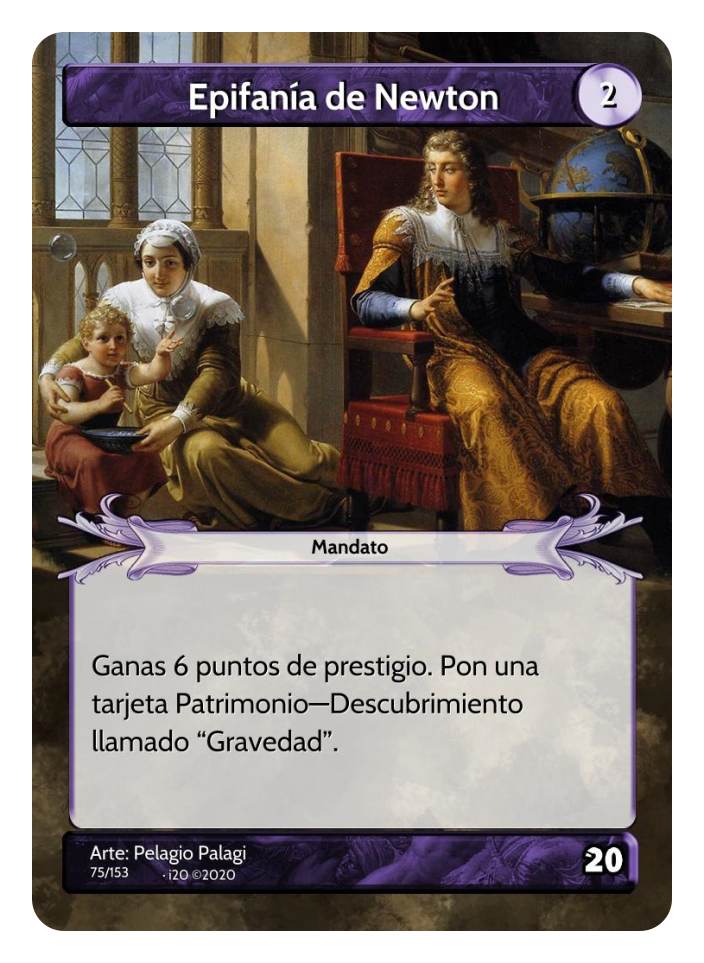 Epifanía de Newton
2
Mandato
Ganas 6 puntos de prestigio. Pon una
tarjeta Patrimonio—Descubrimiento
llamado “Gravedad”.
Arte: Pelagio Palagi
75/153 · i20 ©2020
20